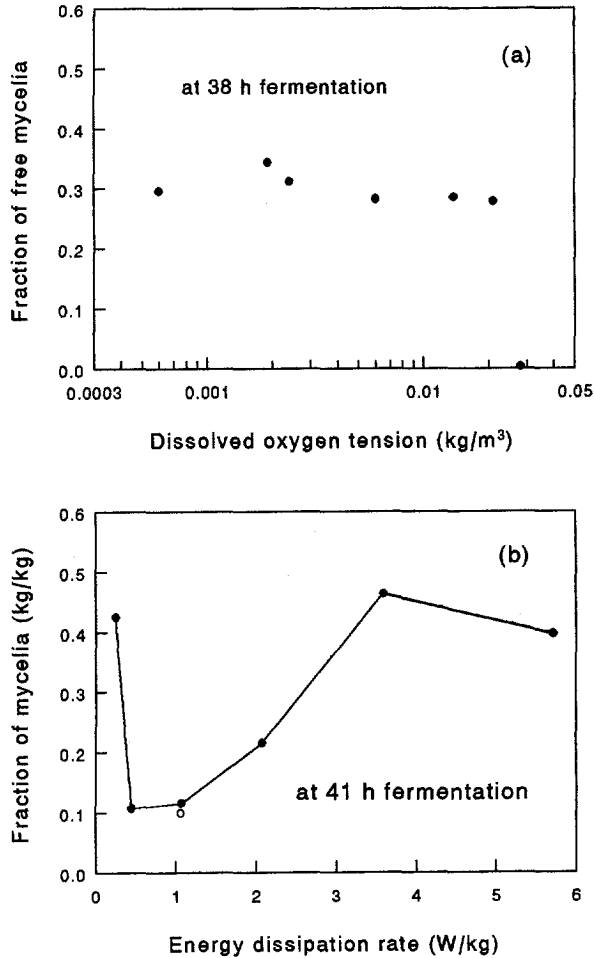 0.6
(a)
0.5
at 38 h fermentation
0.4
0.3
0.2
0.1
0.0
Fraction of free mycelia
0.0003 0.001 0.01 0.05
Dissolved oxygen tension (kg/m³)
0.6
(b)
0.5
0.4
0.3
0.2
at 41 h fermentation
0.1
0.0
Fraction of mycelia (kg/kg)
0 1 2 3 4 5 6
Energy dissipation rate (W/kg)